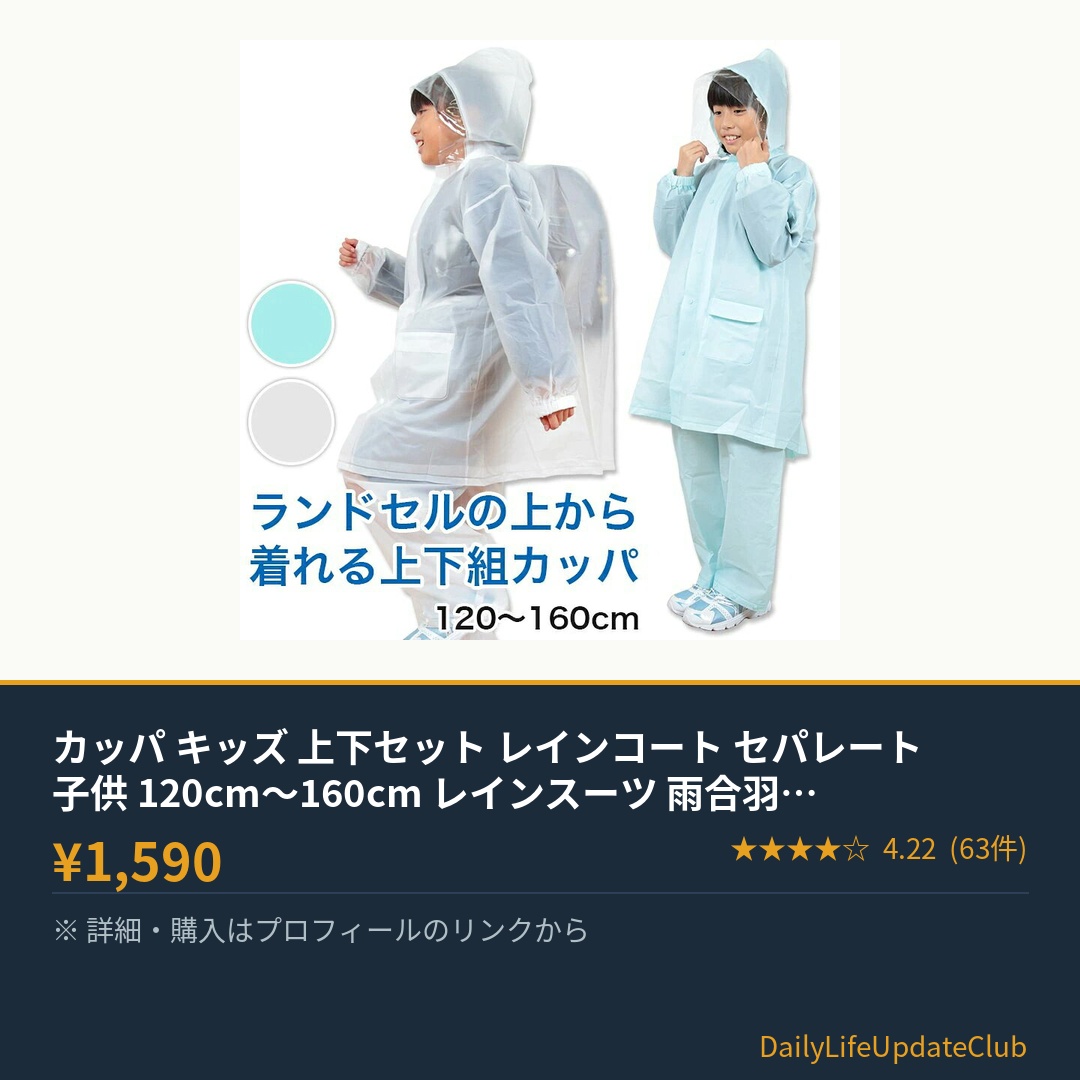 ランドセルの上から
着れる上下組カッパ
120〜160cm
カッパ キッズ 上下セット レインコート セパレート
子供 120cm〜160cm レインスーツ 雨合羽…
¥1,590
★★★★☆ 4.22 (63件)
※ 詳細・購入はプロフィールのリンクから
DailyLifeUpdateClub